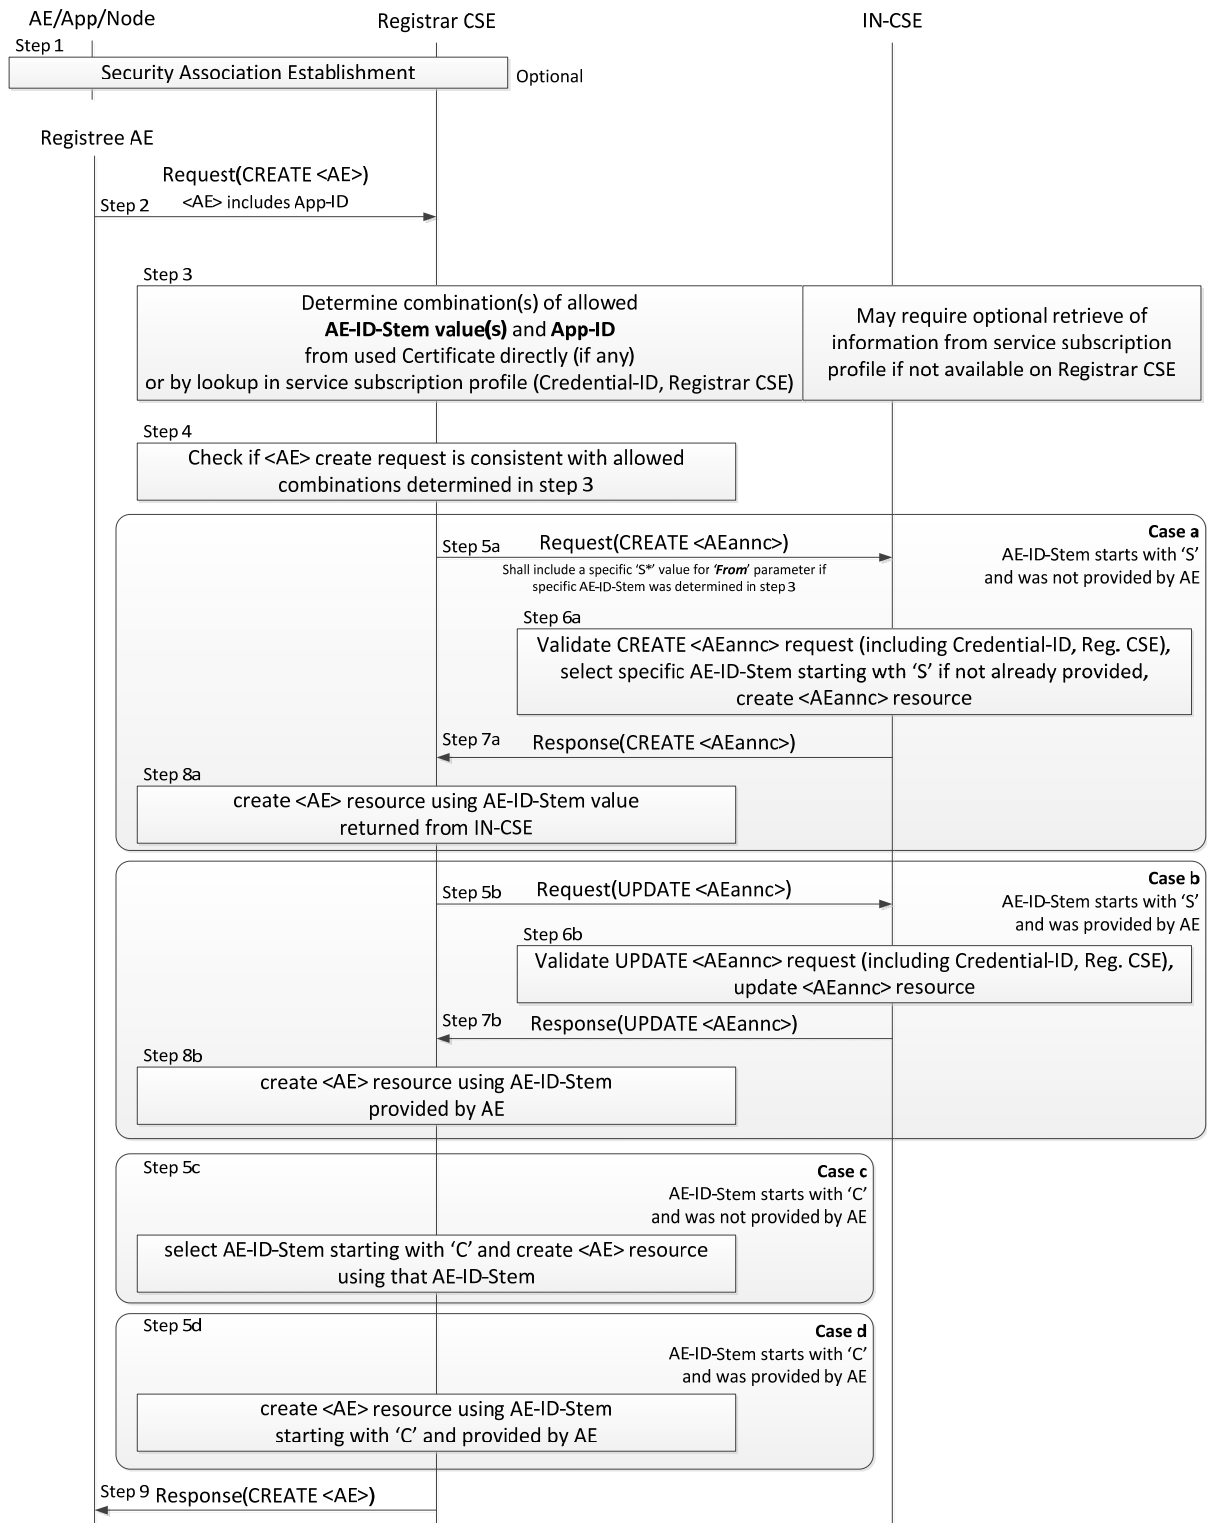 AE/App/Node
Registrar CSE
IN-CSE
Step 1
Security Association Establishment
Optional
Registree AE
Request(CREATE <AE>)
Step 2
<AE> includes App-ID
Step 3
Determine combination(s) of allowed
AE-ID-Stem value(s) and App-ID
from used Certificate directly (if any)
or by lookup in service subscription profile (Credential-ID, Registrar CSE)
May require optional retrieve of
information from service subscription
profile if not available on Registrar CSE
Step 4
Check if <AE> create request is consistent with allowed
combinations determined in step 3
Case a
AE-ID-Stem starts with ‘S’
and was not provided by AE
Step 5a
Request(CREATE <AEannc>)
Shall include a specific ‘S*’ value for ‘From’ parameter if
specific AE-ID-Stem was determined in step 3
Step 6a
Validate CREATE <AEannc> request (including Credential-ID, Reg. CSE),
select specific AE-ID-Stem starting wth ‘S’ if not already provided,
create <AEannc> resource
Step 7a
Response(CREATE <AEannc>)
Step 8a
create <AE> resource using AE-ID-Stem value
returned from IN-CSE
Case b
AE-ID-Stem starts with ‘S’
and was provided by AE
Step 5b
Request(UPDATE <AEannc>)
Step 6b
Validate UPDATE <AEannc> request (including Credential-ID, Reg. CSE),
update <AEannc> resource
Step 7b
Response(UPDATE <AEannc>)
Step 8b
create <AE> resource using AE-ID-Stem
provided by AE
Step 5c
Case c
AE-ID-Stem starts with ‘C’
and was not provided by AE
select AE-ID-Stem starting with ‘C’ and create <AE> resource
using that AE-ID-Stem
Step 5d
Case d
AE-ID-Stem starts with ‘C’
and was provided by AE
create <AE> resource using AE-ID-Stem
starting with ‘C’ and provided by AE
Step 9
Response(CREATE <AE>)